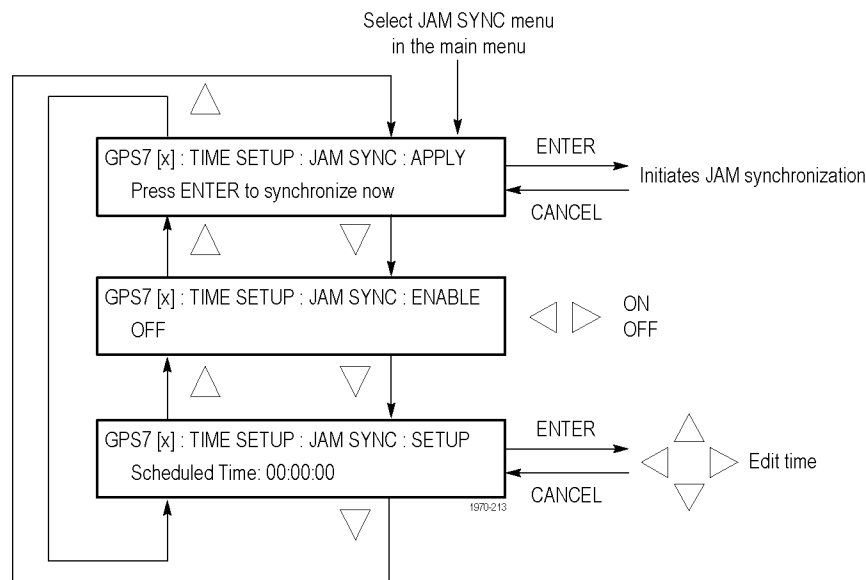 Select JAM SYNC menu
in the main menu
GPS7 [x] : TIME SETUP : JAM SYNC : APPLY
Press ENTER to synchronize now
ENTER
CANCEL
Initiates JAM synchronization
GPS7 [x] : TIME SETUP : JAM SYNC : ENABLE
OFF
ON
OFF
GPS7 [x] : TIME SETUP : JAM SYNC : SETUP
Scheduled Time: 00:00:00
ENTER
CANCEL
Edit time
1970-213